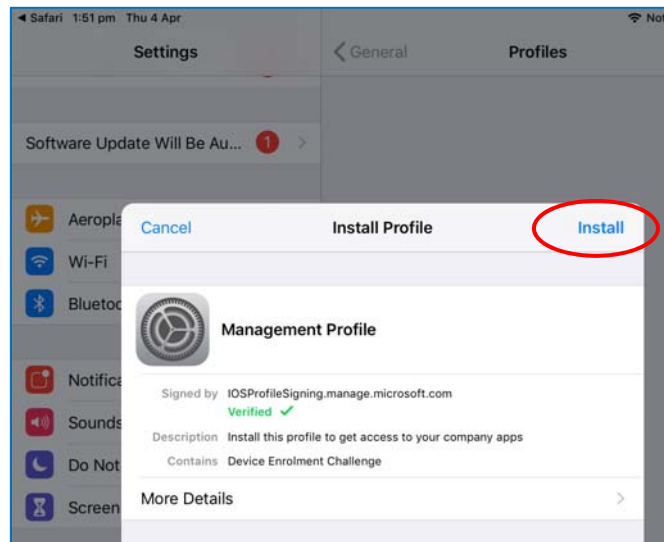 Safari 1:51 pm Thu 4 Apr
Settings
General
Profiles
Software Update Will Be Au... 1
Wi-Fi
Screen
Cancel
Install Profile
Install
Management Profile
Signed by IOSProfileSigning.manage.microsoft.com
Verified
Description Install this profile to get access to your company apps
Contains Device Enrolment Challenge
More Details
Aeropla
Bluetoo
Notifica
Sounds
Do Not